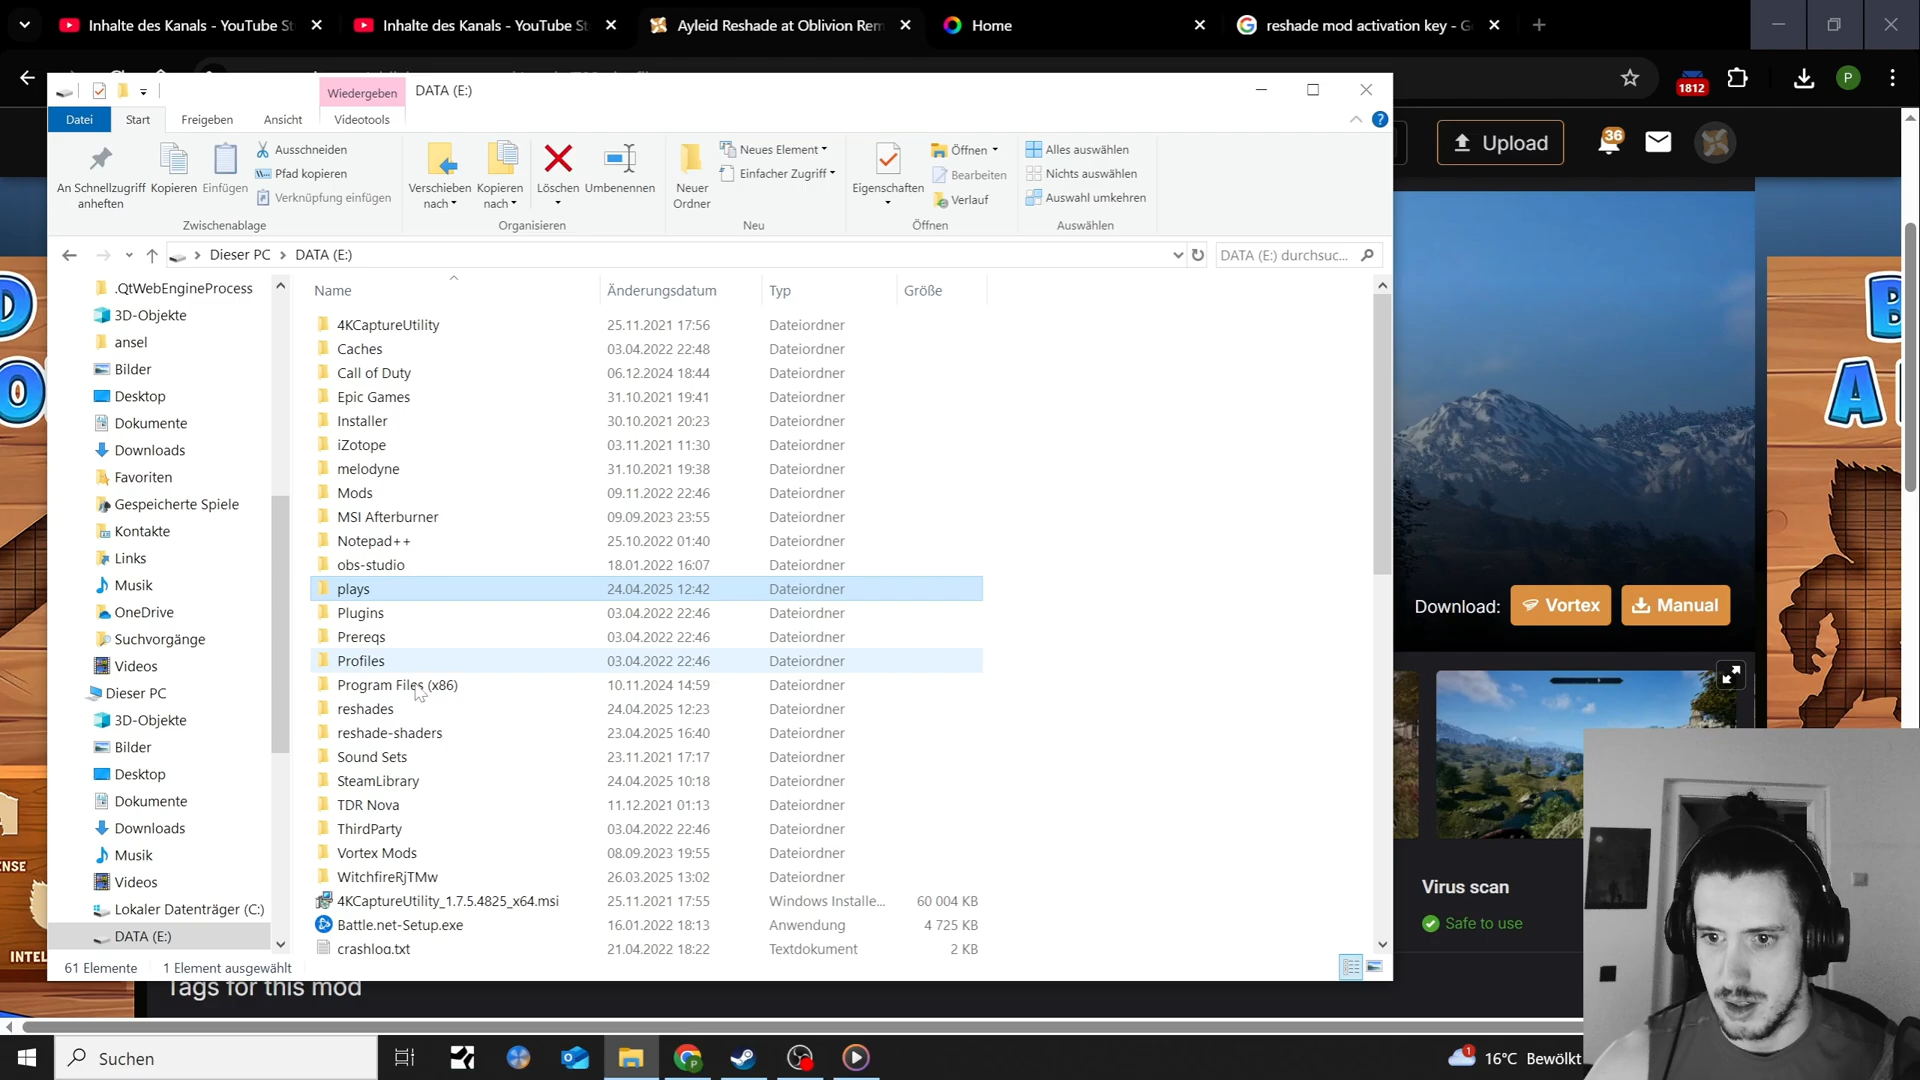 Inhalte des Kanals - YouTube St
Inhalte des Kanals - YouTube St
Ayleid Reshade at Oblivion Rem
Home
reshade mod activation key - G
1812
P
Wiedergeben
DATA (E:)
Datei
Start
Freigeben
Ansicht
Videotools
An Schnellzugriff anheften
Kopieren
Einfügen
Ausschneiden
Pfad kopieren
Verknüpfung einfügen
Zwischenablage
Verschieben nach
Kopieren nach
Löschen
Umbenennen
Organisieren
Neuer Ordner
Neues Element
Einfacher Zugriff
Neu
Eigenschaften
Öffnen
Bearbeiten
Verlauf
Öffnen
Alles auswählen
Nichts auswählen
Auswahl umkehren
Auswählen
Upload
36
Dieser PC > DATA (E:)
DATA (E:) durchsuc...
.QtWebEngineProcess
3D-Objekte
ansel
Bilder
Desktop
Dokumente
Downloads
Favoriten
Gespeicherte Spiele
Kontakte
Links
Musik
OneDrive
Suchvorgänge
Videos
Dieser PC
3D-Objekte
Bilder
Desktop
Dokumente
Downloads
Musik
Videos
Lokaler Datenträger (C:)
DATA (E:)
Name Änderungsdatum Typ Größe
4KCaptureUtility 25.11.2021 17:56 Dateiordner
Caches 03.04.2022 22:48 Dateiordner
Call of Duty 06.12.2024 18:44 Dateiordner
Epic Games 31.10.2021 19:41 Dateiordner
Installer 30.10.2021 20:23 Dateiordner
iZotope 03.11.2021 11:30 Dateiordner
melodyne 31.10.2021 19:38 Dateiordner
Mods 09.11.2022 22:46 Dateiordner
MSI Afterburner 09.09.2023 23:55 Dateiordner
Notepad++ 25.10.2022 01:40 Dateiordner
obs-studio 18.01.2022 16:07 Dateiordner
plays 24.04.2025 12:42 Dateiordner
Plugins 03.04.2022 22:46 Dateiordner
Prereqs 03.04.2022 22:46 Dateiordner
Profiles 03.04.2022 22:46 Dateiordner
Program Files (x86) 10.11.2024 14:59 Dateiordner
reshades 24.04.2025 12:23 Dateiordner
reshade-shaders 23.04.2025 16:40 Dateiordner
Sound Sets 23.11.2021 17:17 Dateiordner
SteamLibrary 24.04.2025 10:18 Dateiordner
TDR Nova 11.12.2021 01:13 Dateiordner
ThirdParty 03.04.2022 22:46 Dateiordner
Vortex Mods 08.09.2023 19:55 Dateiordner
WitchfireRjTMw 26.03.2025 13:02 Dateiordner
4KCaptureUtility_1.7.5.4825_x64.msi 25.11.2021 17:55 Windows Installe... 60 004 KB
Battle.net-Setup.exe 16.01.2022 18:13 Anwendung 4 725 KB
crashlog.txt 21.04.2022 18:22 Textdokument 2 KB
61 Elemente 1 Element ausgewählt
Download: Vortex Manual
Virus scan
Safe to use
Tags for this mod
Suchen
1
16°C Bewölkt